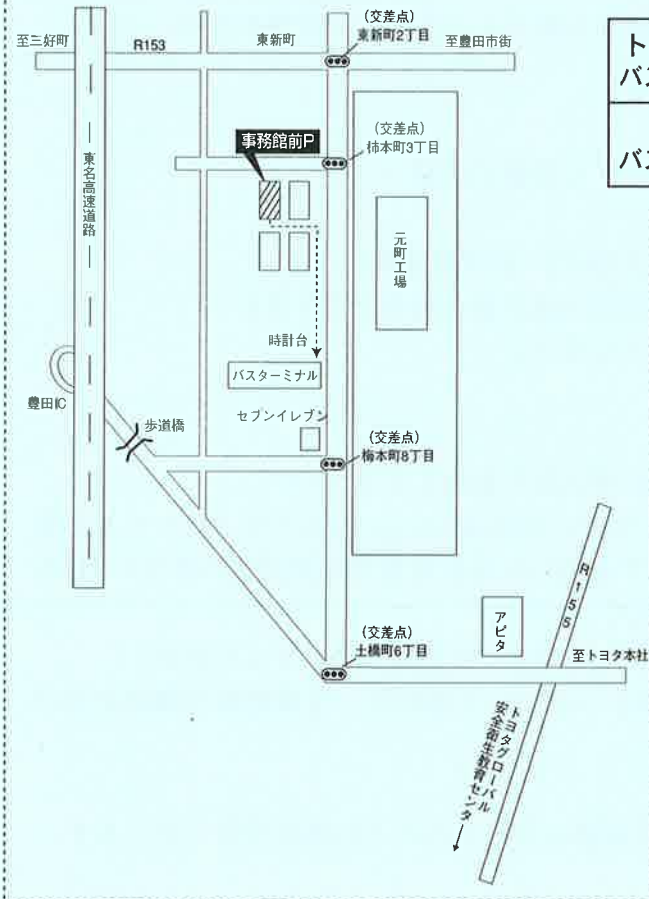 (交差点)
東新町2丁目
至三好町
R153
東新町
至豊田市街
ト
バス
バス
事務館前P
(交差点)
柿本町3丁目
東名高速道路
元町工場
時計台
バスターミナル
豊田IC
歩道橋
セブンイレブン
(交差点)
梅本町8丁目
R155
アピタ
(交差点)
土橋町6丁目
至トヨタ本社
トヨタグローバル
安全衛生教育センタ